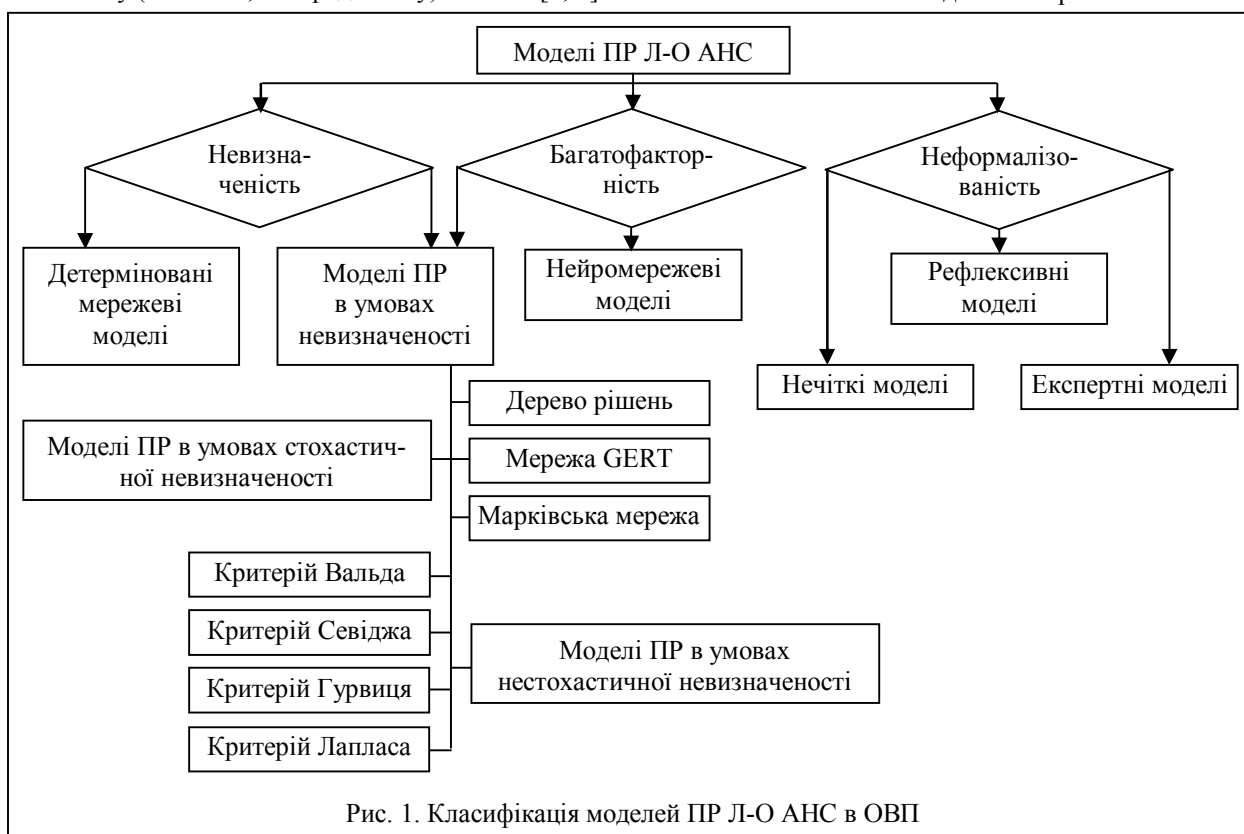 Моделі ПР Л-О АНС
Невизна-
ченість
Багатофактор-
ність
Неформалізо-
ваність
Детерміновані
мережеві
моделі
Моделі ПР
в умовах
невизначеності
Нейромережеві
моделі
Рефлексивні
моделі
Нечіткі моделі
Експертні моделі
Дерево рішень
Моделі ПР в умовах стохастич-
ної невизначеності
Мережа GERT
Марківська мережа
Критерій Вальда
Критерій Севіджа
Моделі ПР в умовах
нестохастичної невизначеності
Критерій Гурвиця
Критерій Лапласа
Рис. 1. Класифікація моделей ПР Л-О АНС в ОВП